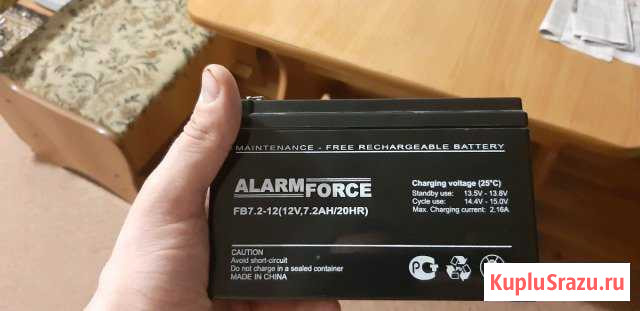 MAINTENANCE - FREE RECHARGEABLE BATTERY
ALARM FORCE
FB7.2-12(12V,7.2AH/20HR)
Charging voltage (25°C)
Standby use: 13.5V - 13.8V
Cycle use: 14.4V - 15.0V
Max. Charging current: 2.16A
CAUTION
Avoid short-circuit
Do not charge in a sealed container
MADE IN CHINA
KupluSrazu.ru